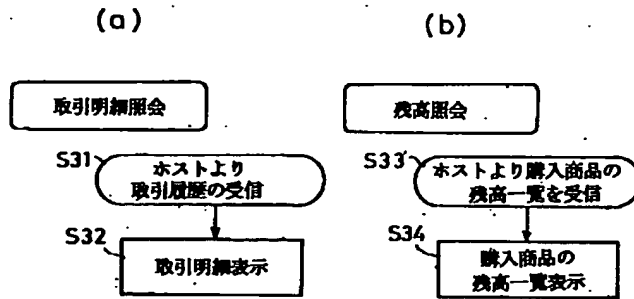 (a)
取引明細照会
S31
ホストより
取引履歴の受信
S32
取引明細表示
(b)
残高照会
S33
ホストより購入商品の
残高一覧を受信
S34
購入商品の
残高一覧表示